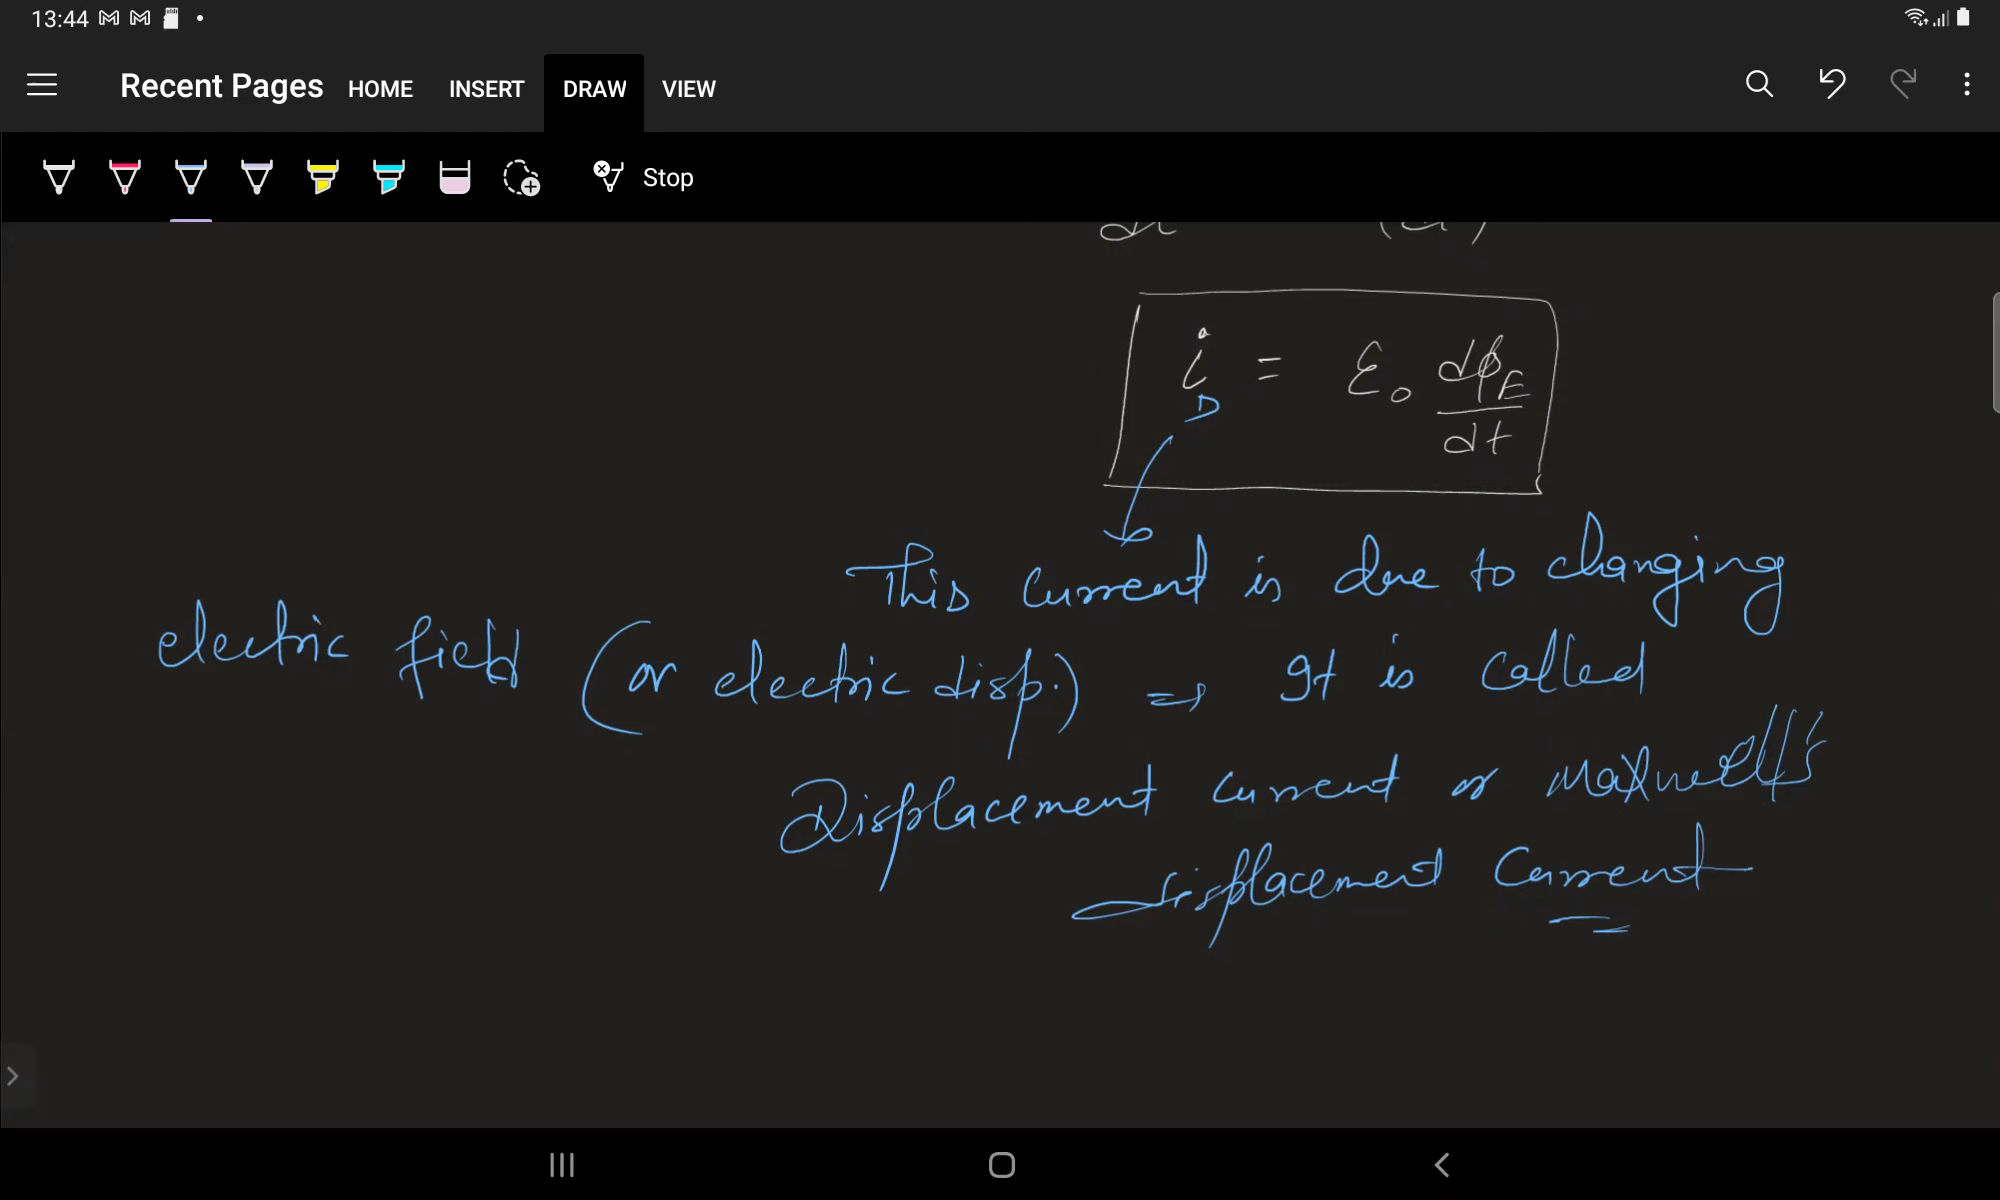 13:44
Recent Pages HOME INSERT DRAW VIEW
Stop
i_D = ε₀ dϕ_E/dt
This Current is due to changing
electric field (or electric disp.) ⇒ It is called
Displacement current or Maxwell's
displacement Current